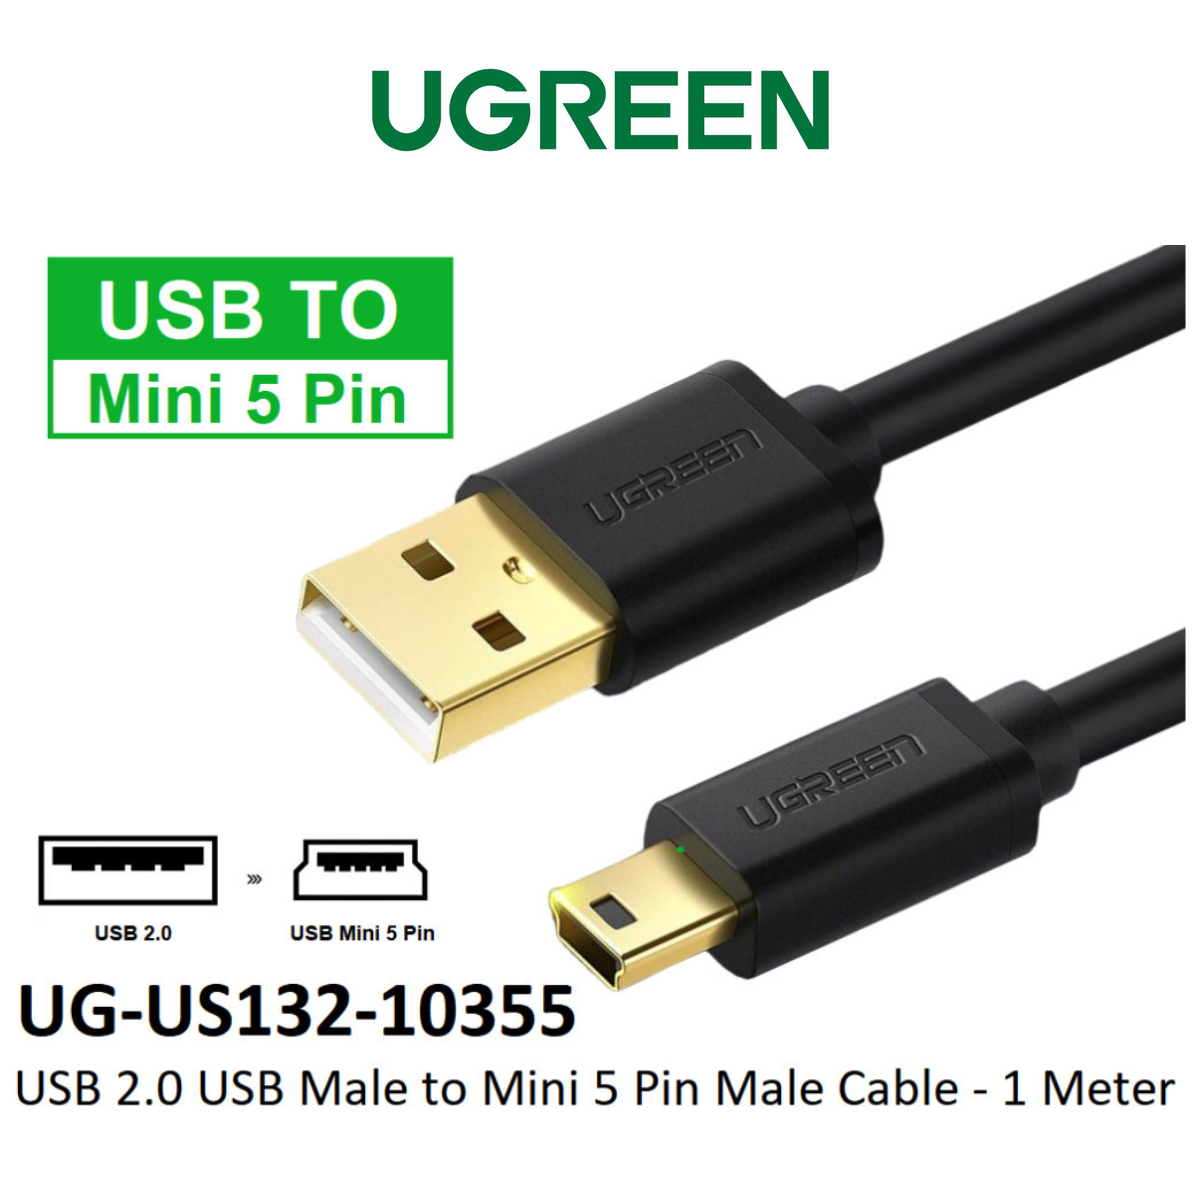 UGREEN
USB TO
Mini 5 Pin
UGREEN
UGREEN
USB 2.0
»»
USB Mini 5 Pin
UG-US132-10355
USB 2.0 USB Male to Mini 5 Pin Male Cable - 1 Meter